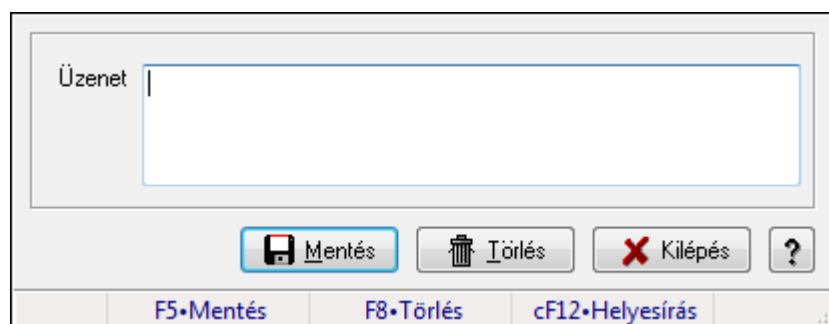 Üzenet
Mentés Törlés Kilépés ?
F5•Mentés F8•Törlés cF12•Helyesírás